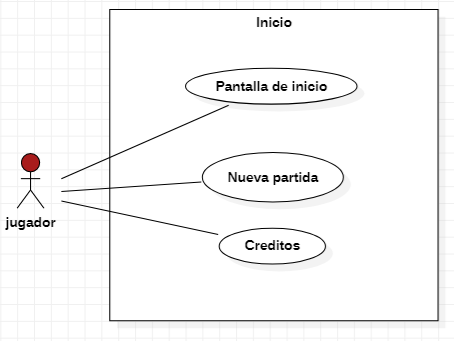 Inicio
Pantalla de inicio
Nueva partida
jugador
Creditos